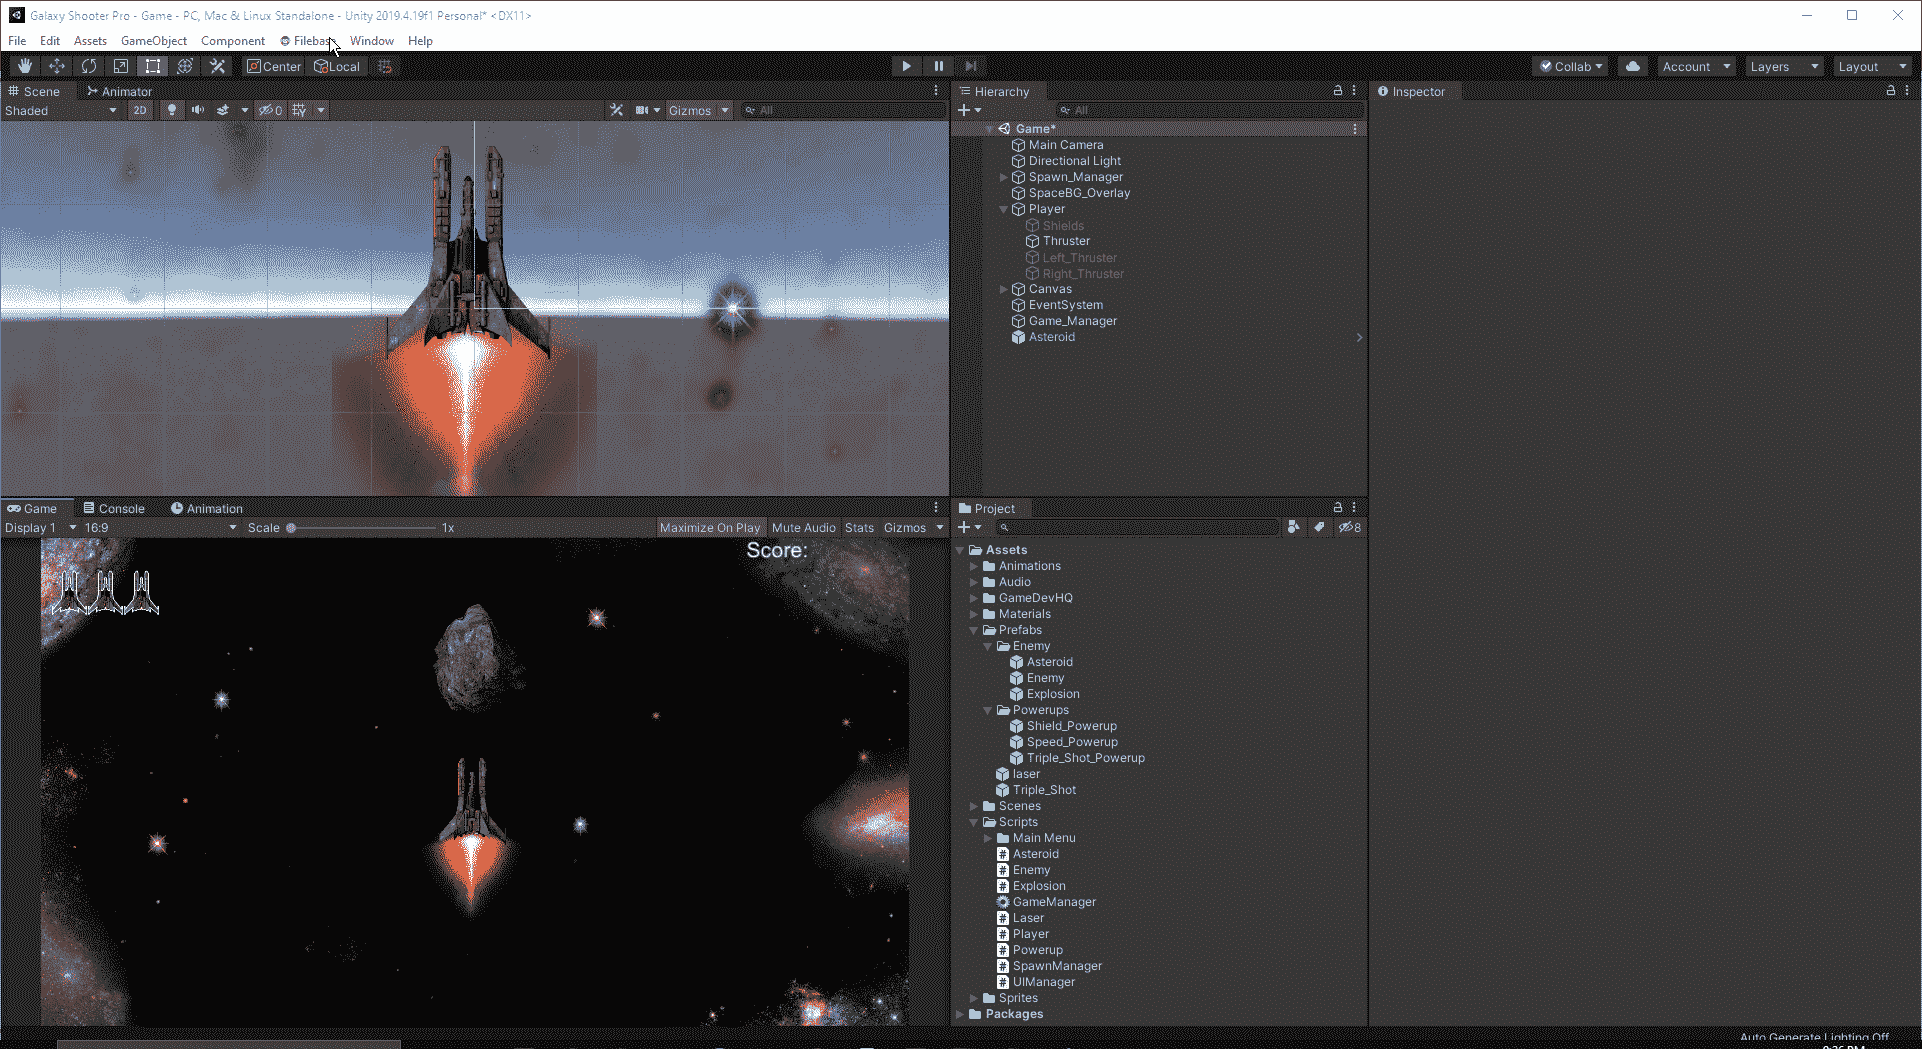 Galaxy Shooter Pro - Game - PC, Mac & Linux Standalone - Unity 2019.4.19f1 Personal* <DX11>
File Edit Assets GameObject Component Filebase Window Help
Center Local Collab Account Layers Layout
Scene Animator
Shaded 2D 0 Gizmos All
Hierarchy
All
Game*
Main Camera
Directional Light
Spawn_Manager
SpaceBG_Overlay
Player
Shields
Thruster
Left_Thruster
Right_Thruster
Canvas
EventSystem
Game_Manager
Asteroid
Inspector
Game Console Animation
Display 1 16:9 Scale 1x Maximize On Play Mute Audio Stats Gizmos
Score:
Project
8
Assets
Animations
Audio
GameDevHQ
Materials
Prefabs
Enemy
Asteroid
Enemy
Explosion
Powerups
Shield_Powerup
Speed_Powerup
Triple_Shot_Powerup
laser
Triple_Shot
Scenes
Scripts
Main Menu
Asteroid
Enemy
Explosion
GameManager
Laser
Player
Powerup
SpawnManager
UIManager
Sprites
Packages
Auto Generate Lighting Off